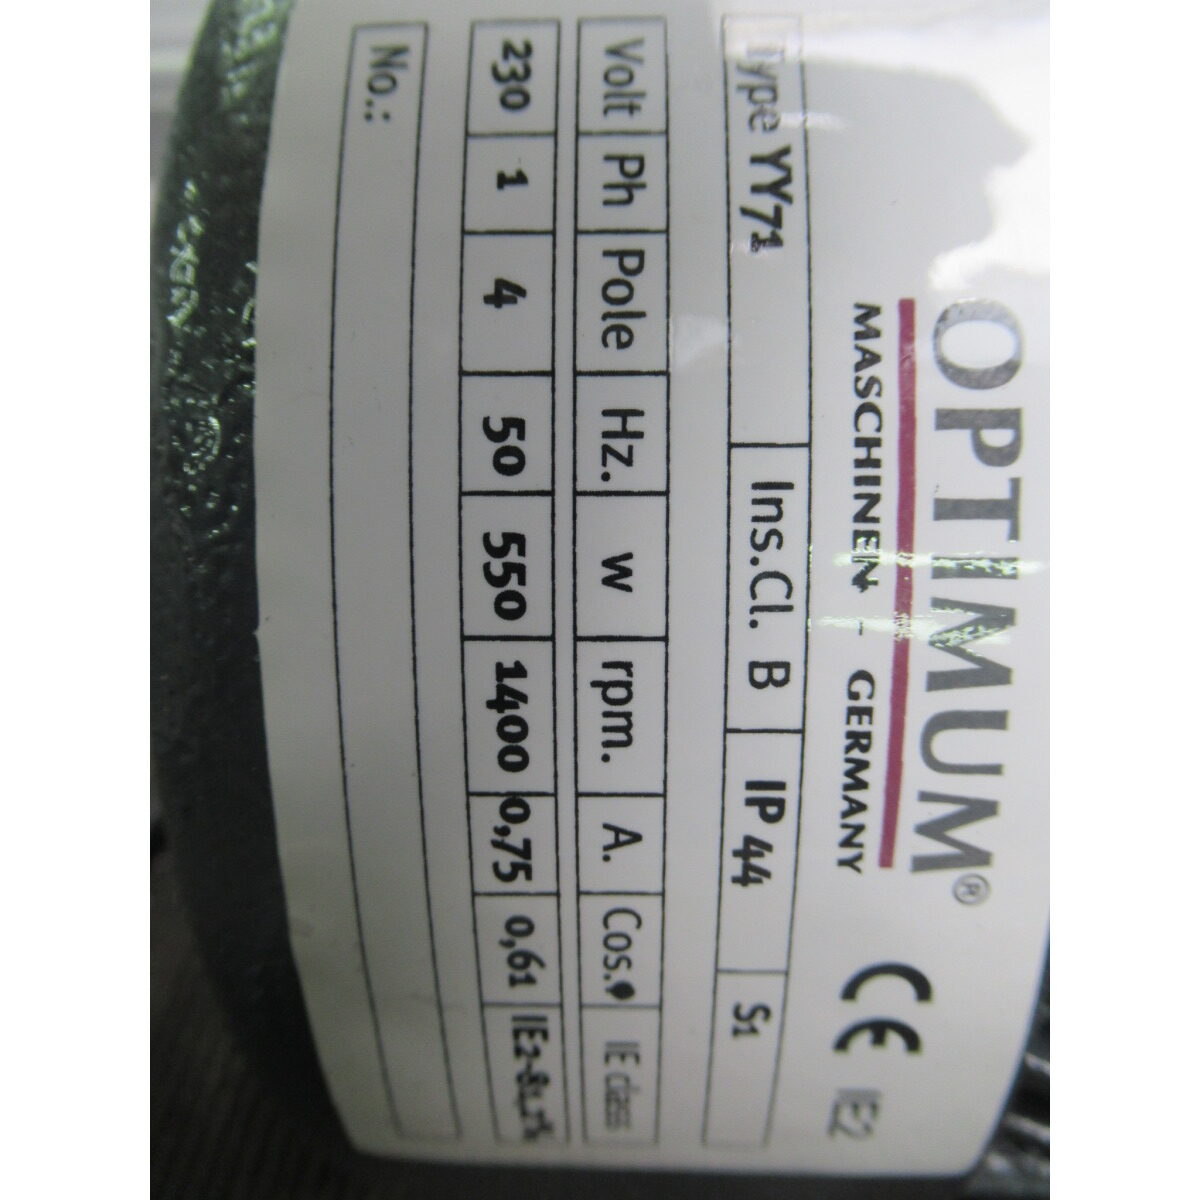 OPTIMUM®
MASCHINEN - GERMANY
CE IE2
Type YY71 Ins.Cl. B IP 44 S1
Volt Ph Pole Hz. W rpm. A. Cos.φ IE class
230 1 4 50 550 1400 0,75 0,61
No.: